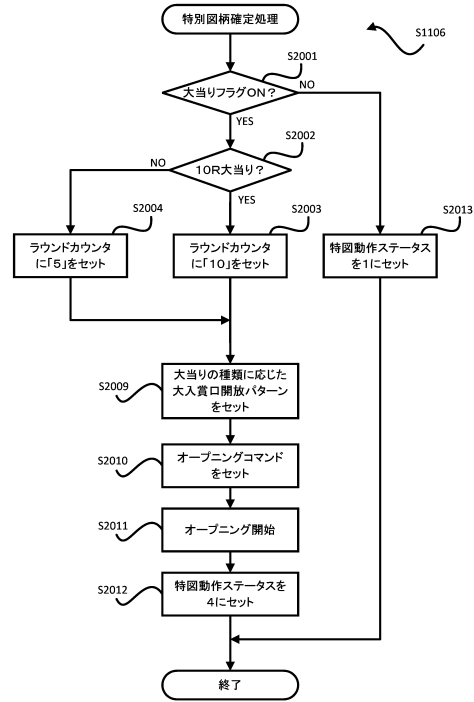 特別図柄確定処理
S1106
S2001
大当りフラグON？
NO
YES
S2002
10R大当り？
NO
YES
S2004
S2003
S2013
ラウンドカウンタ
に「5」をセット
ラウンドカウンタ
に「10」をセット
特図動作ステータス
を1にセット
S2009
大当りの種類に応じた
大入賞口開放パターン
をセット
S2010
オープニングコマンド
をセット
S2011
オープニング開始
S2012
特図動作ステータスを
4にセット
終了